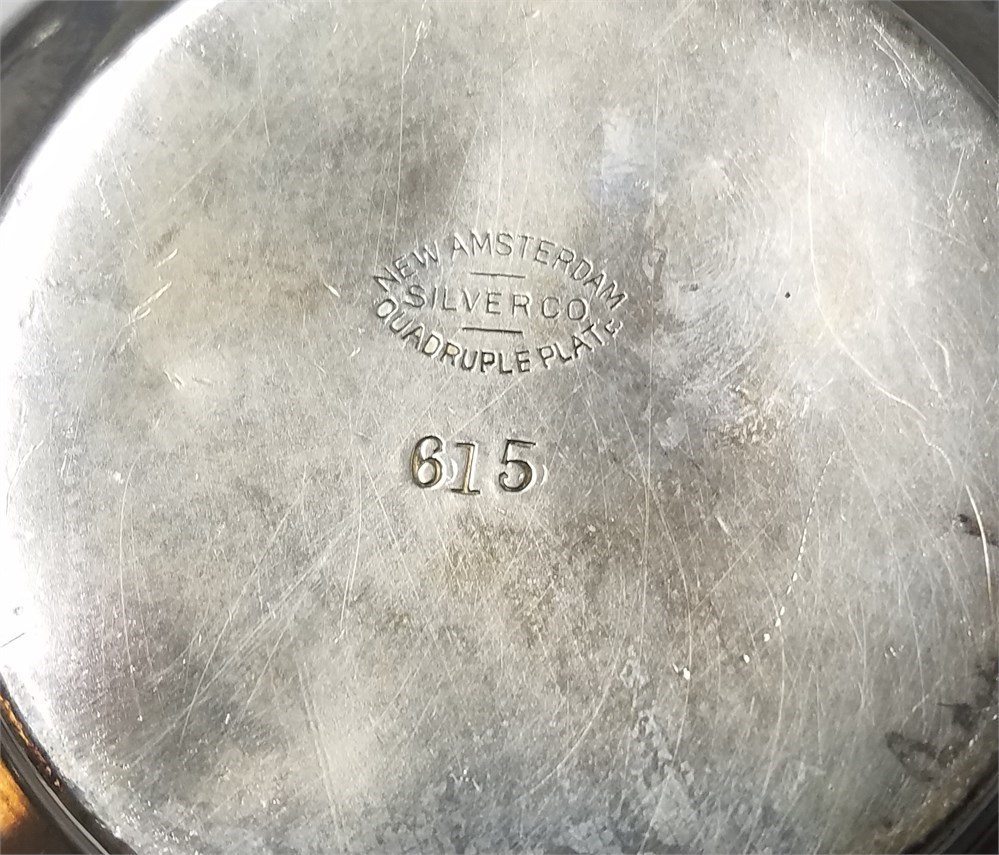 NEW AMSTERDAM
SILVER CO
QUADRUPLE PLATE
615